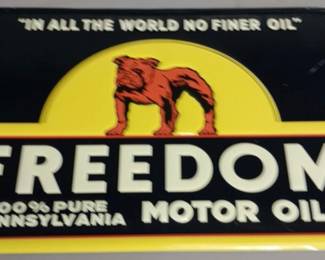 "IN ALL THE WORLD NO FINER OIL"
FREEDOM
00% PURE
NNSYLVANIA
MOTOR OIL